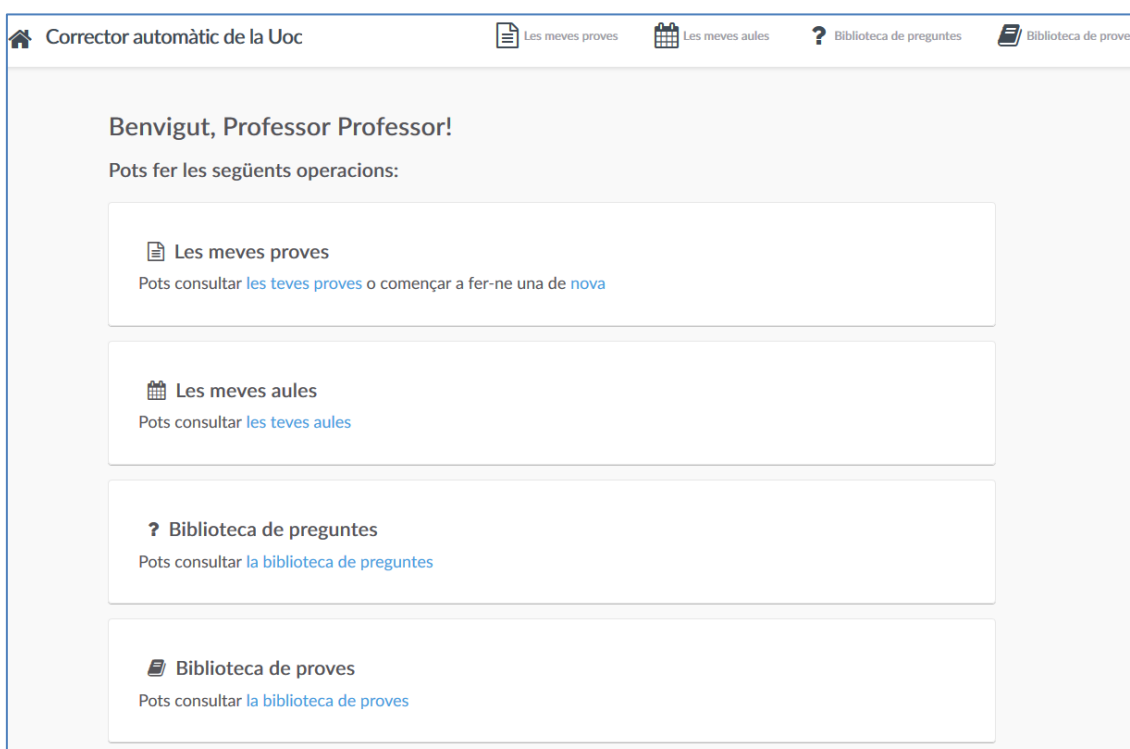 Corrector automàtic de la Uoc
Les meves proves
Les meves aules
Biblioteca de preguntes
Biblioteca de prove
Benvigut, Professor Professor!
Pots fer les següents operacions:
Les meves proves
Pots consultar les teves proves o començar a fer-ne una de nova
Les meves aules
Pots consultar les teves aules
? Biblioteca de preguntes
Pots consultar la biblioteca de preguntes
Biblioteca de proves
Pots consultar la biblioteca de proves